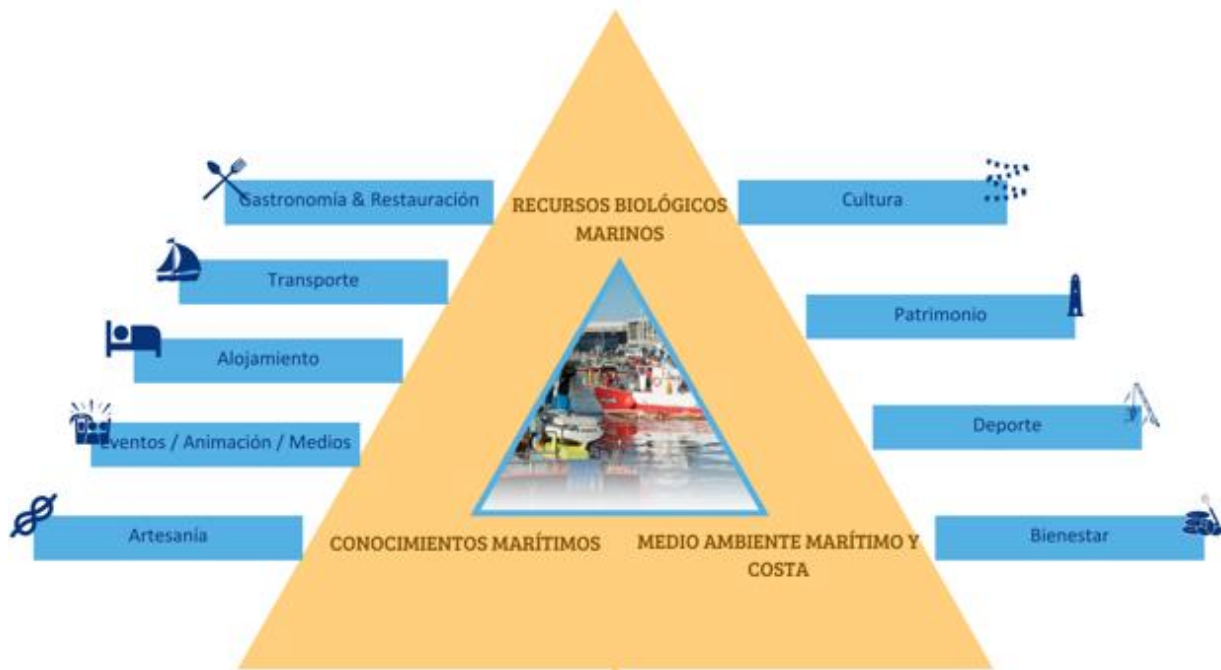 Gastronomía & Restauración
Transporte
Alojamiento
Eventos / Animación / Medios
Artesanía
RECURSOS BIOLÓGICOS
MARINOS
CONOCIMIENTOS MARÍTIMOS
MEDIO AMBIENTE MARÍTIMO Y
COSTA
Cultura
Patrimonio
Deporte
Bienestar